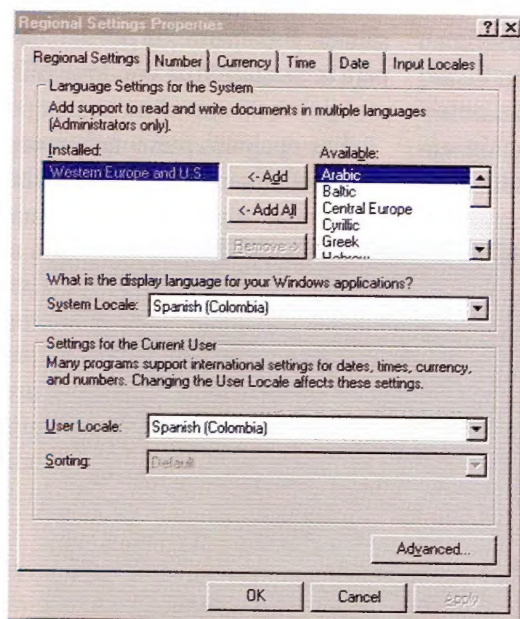 Regional Settings Properties
Regional Settings Number Currency Time Date Input Locales
Language Settings for the System
Add support to read and write documents in multiple languages
(Administrators only).
Installed:
Available:
Western Europe and U.S.
<- Add
<- Add All
Remove ->
Arabic
Baltic
Central Europe
Cyrillic
Greek
Hebrew
What is the display language for your Windows applications?
System Locale: Spanish (Colombia)
Settings for the Current User
Many programs support international settings for dates, times, currency,
and numbers. Changing the User Locale affects these settings.
User Locale: Spanish (Colombia)
Sorting: Default
Advanced...
OK Cancel Apply